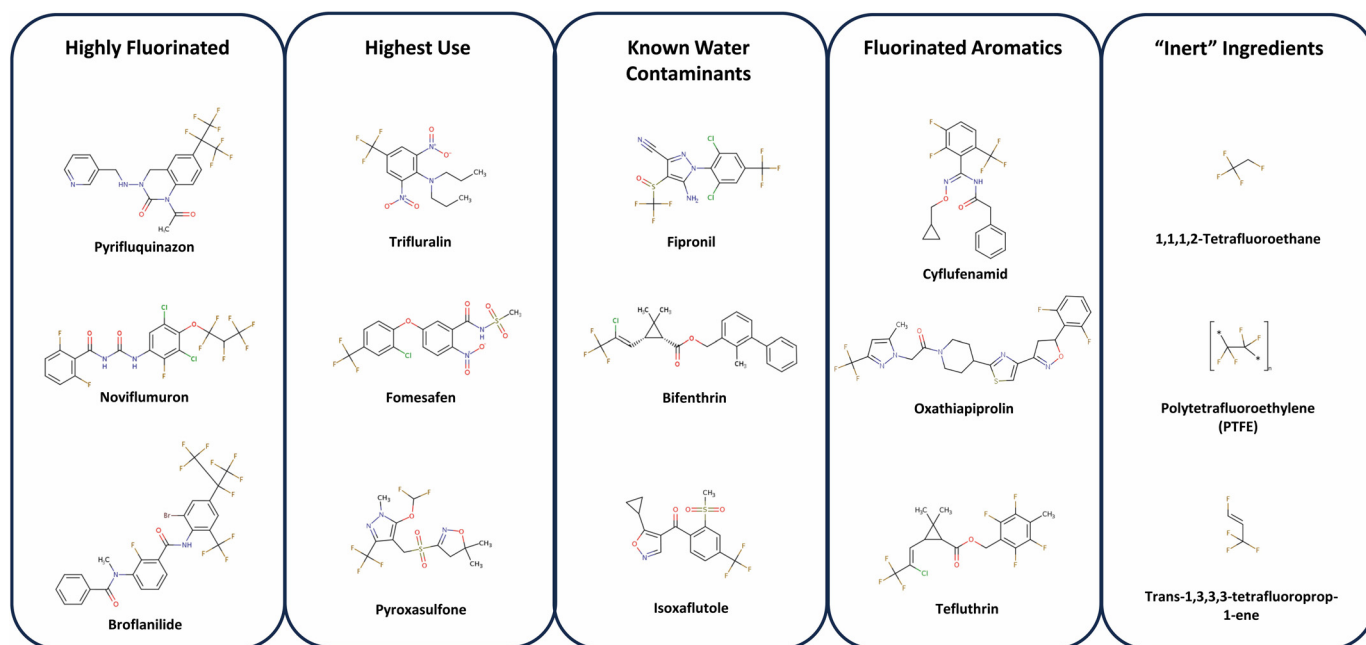 Highly Fluorinated
Pyrifluquinazon
Noviflumuron
Broflanilide
Highest Use
Trifluralin
Fomesafen
Pyroxasulfone
Known Water
Contaminants
Fipronil
Bifenthrin
Isoxaflutole
Fluorinated Aromatics
Cyflufenamid
Oxathiapiprolin
Tefluthrin
“Inert” Ingredients
1,1,1,2-Tetrafluoroethane
Polytetrafluoroethylene
(PTFE)
Trans-1,3,3,3-tetrafluoroprop-
1-ene